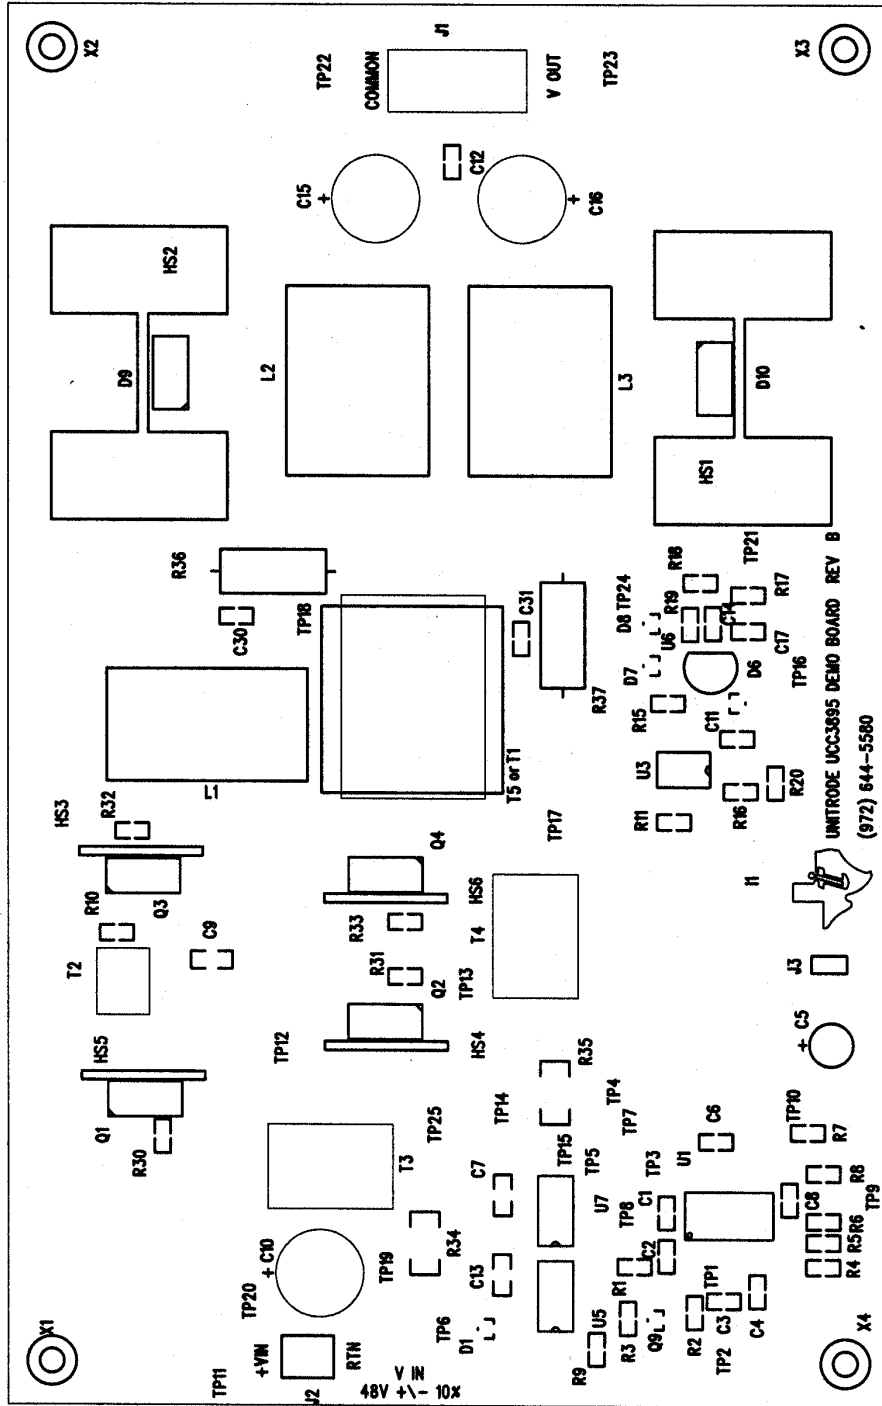 X2
TP22
COMMON
J1
V OUT
TP23
X3
C15
+
C12
+
C16
HS2
D9
L2
L3
D10
HS1
R36
C30
TP18
C31
R37
T5 or T1
L1
D8
TP24
R19
R18
TP21
U6
C14
R17
C17
D7
D6
TP16
R15
C11
U3
R11
R16
R20
UNITRODE UCC3895 DEMO BOARD REV B
(972) 644-5580
HS3
R32
R10
Q3
T2
C9
HS5
Q1
R30
Q4
HS6
R33
R31
Q2
TP13
T4
TP17
TP12
HS4
I1
J3
+ C5
R35
TP14
TP25
T3
TP4
TP7
TP15
TP5
C7
U7
TP3
TP8
C1
U1
C6
TP10
R7
R8
TP9
C8
R6
R5
R4
+ C10
TP20
TP19
R34
C13
C2
R1
TP1
TP6
D1
U5
R3
R9
Q9
R2
TP2
C3
C4
X1
TP11
+VIN
RTN
J2
V IN
48V +\- 10%
X4